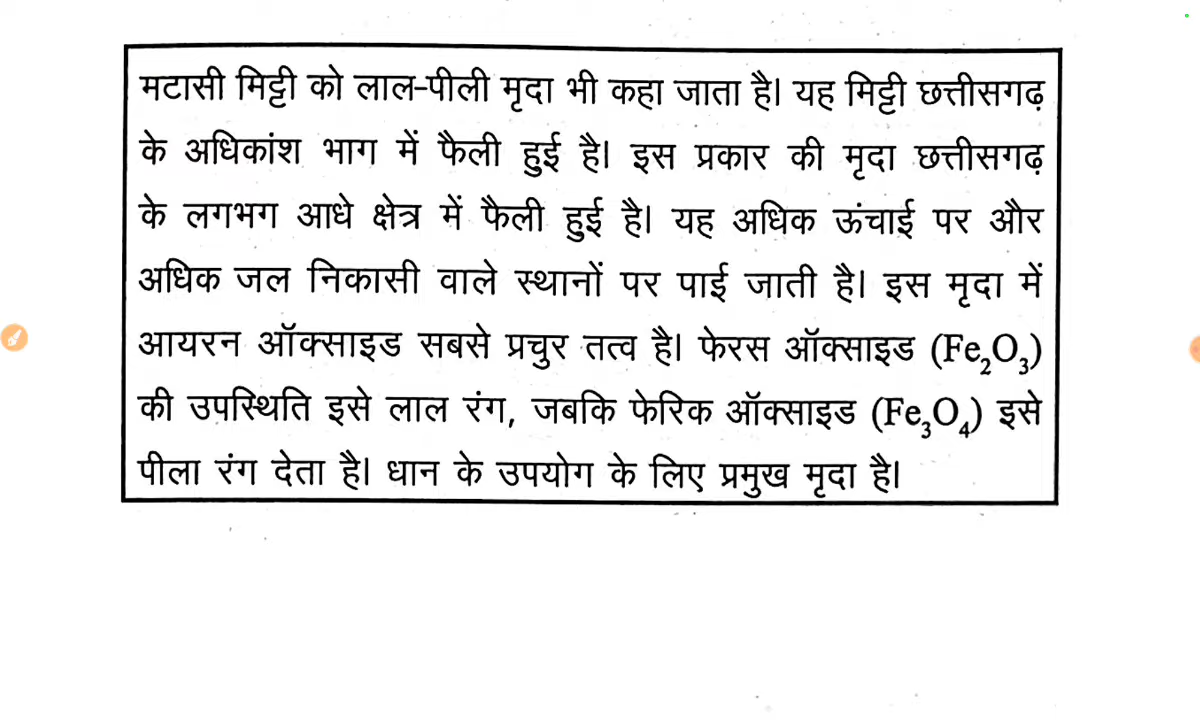 मटासी मिट्टी को लाल-पीली मृदा भी कहा जाता है। यह मिट्टी छत्तीसगढ़
के अधिकांश भाग में फैली हुई है। इस प्रकार की मृदा छत्तीसगढ़
के लगभग आधे क्षेत्र में फैली हुई है। यह अधिक ऊंचाई पर और
अधिक जल निकासी वाले स्थानों पर पाई जाती है। इस मृदा में
आयरन ऑक्साइड सबसे प्रचुर तत्व है। फेरस ऑक्साइड (Fe₂O₃)
की उपस्थिति इसे लाल रंग, जबकि फेरिक ऑक्साइड (Fe₃O₄) इसे
पीला रंग देता है। धान के उपयोग के लिए प्रमुख मृदा है।